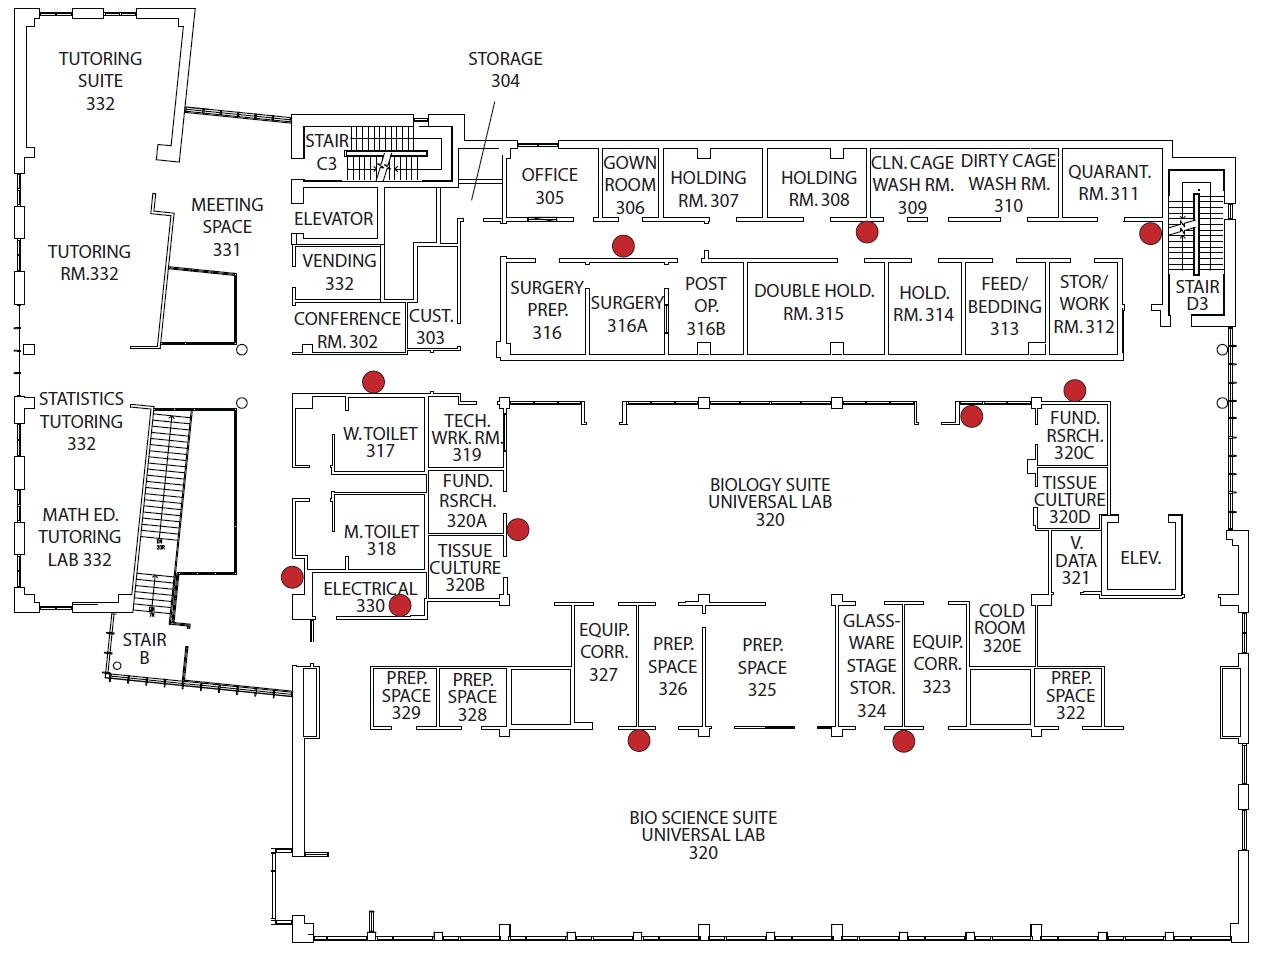 TUTORING
SUITE
332
STORAGE
304
STAIR
C3
OFFICE
305
GOWN
ROOM
306
HOLDING
RM. 307
HOLDING
RM. 308
CLN. CAGE
WASH RM.
309
DIRTY CAGE
WASH RM.
310
QUARANT.
RM. 311
MEETING
SPACE
331
ELEVATOR
TUTORING
RM.332
VENDING
332
CONFERENCE
RM. 302
CUST.
303
SURGERY
PREP.
316
SURGERY
316A
POST
OP.
316B
DOUBLE HOLD.
RM. 315
HOLD.
RM. 314
FEED/
BEDDING
313
STOR/
WORK
RM. 312
STAIR
D3
STATISTICS
TUTORING
332
W.TOILET
317
TECH.
WRK. RM.
319
FUND.
RSRCH.
320C
FUND.
RSRCH.
320A
BIOLOGY SUITE
UNIVERSAL LAB
320
TISSUE
CULTURE
320D
MATH ED.
TUTORING
LAB 332
M.TOILET
318
TISSUE
CULTURE
320B
V.
DATA
321
ELEV.
ELECTRICAL
330
STAIR
B
EQUIP.
CORR.
327
PREP.
SPACE
326
PREP.
SPACE
325
GLASS-
WARE
STAGE
STOR.
324
EQUIP.
CORR.
323
COLD
ROOM
320E
PREP.
SPACE
329
PREP.
SPACE
328
PREP.
SPACE
322
BIO SCIENCE SUITE
UNIVERSAL LAB
320